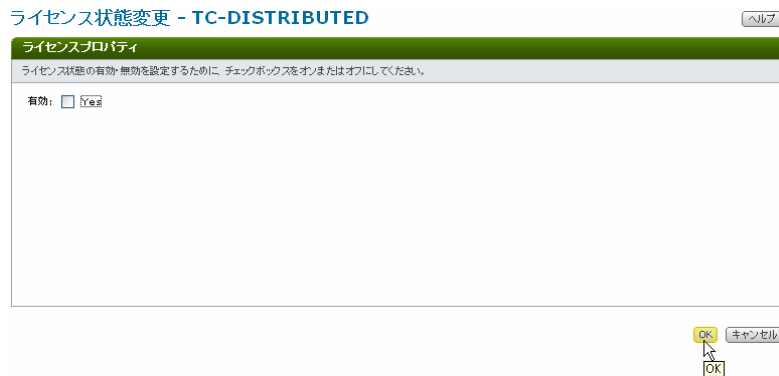 ライセンス状態変更 - TC-DISTRIBUTED
ヘルプ
ライセンスプロパティ
ライセンス状態の有効・無効を設定するために、チェックボックスをオンまたはオフにしてください。
有効: Yes
OK キャンセル
OK